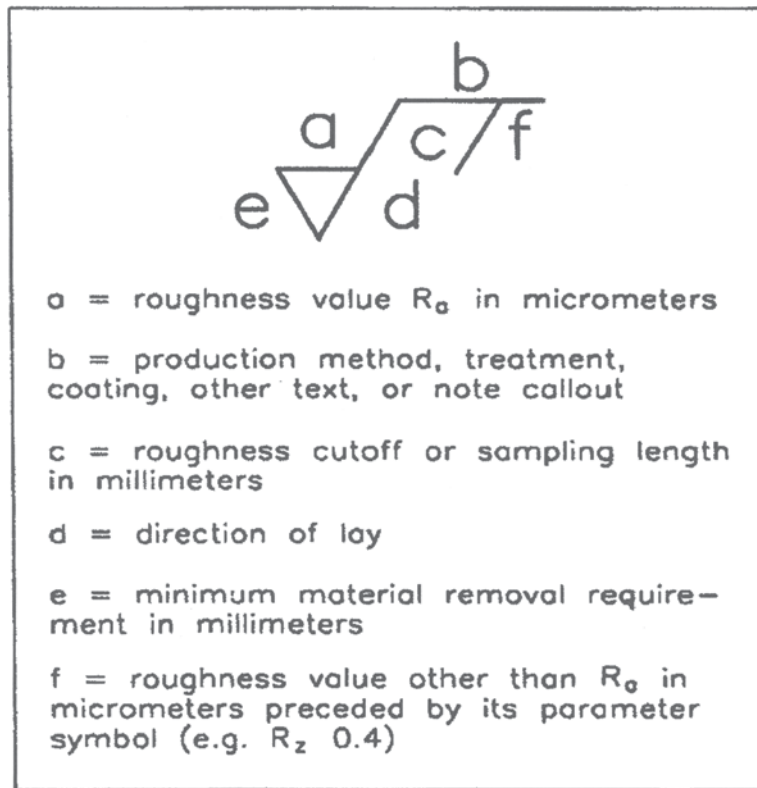 b
a
c
f
e
d
a = roughness value Ra in micrometers
b = production method, treatment,
coating, other text, or note callout
c = roughness cutoff or sampling length
in millimeters
d = direction of lay
e = minimum material removal require-
ment in millimeters
f = roughness value other than Ra in
micrometers preceded by its parameter
symbol (e.g. Rz 0.4)